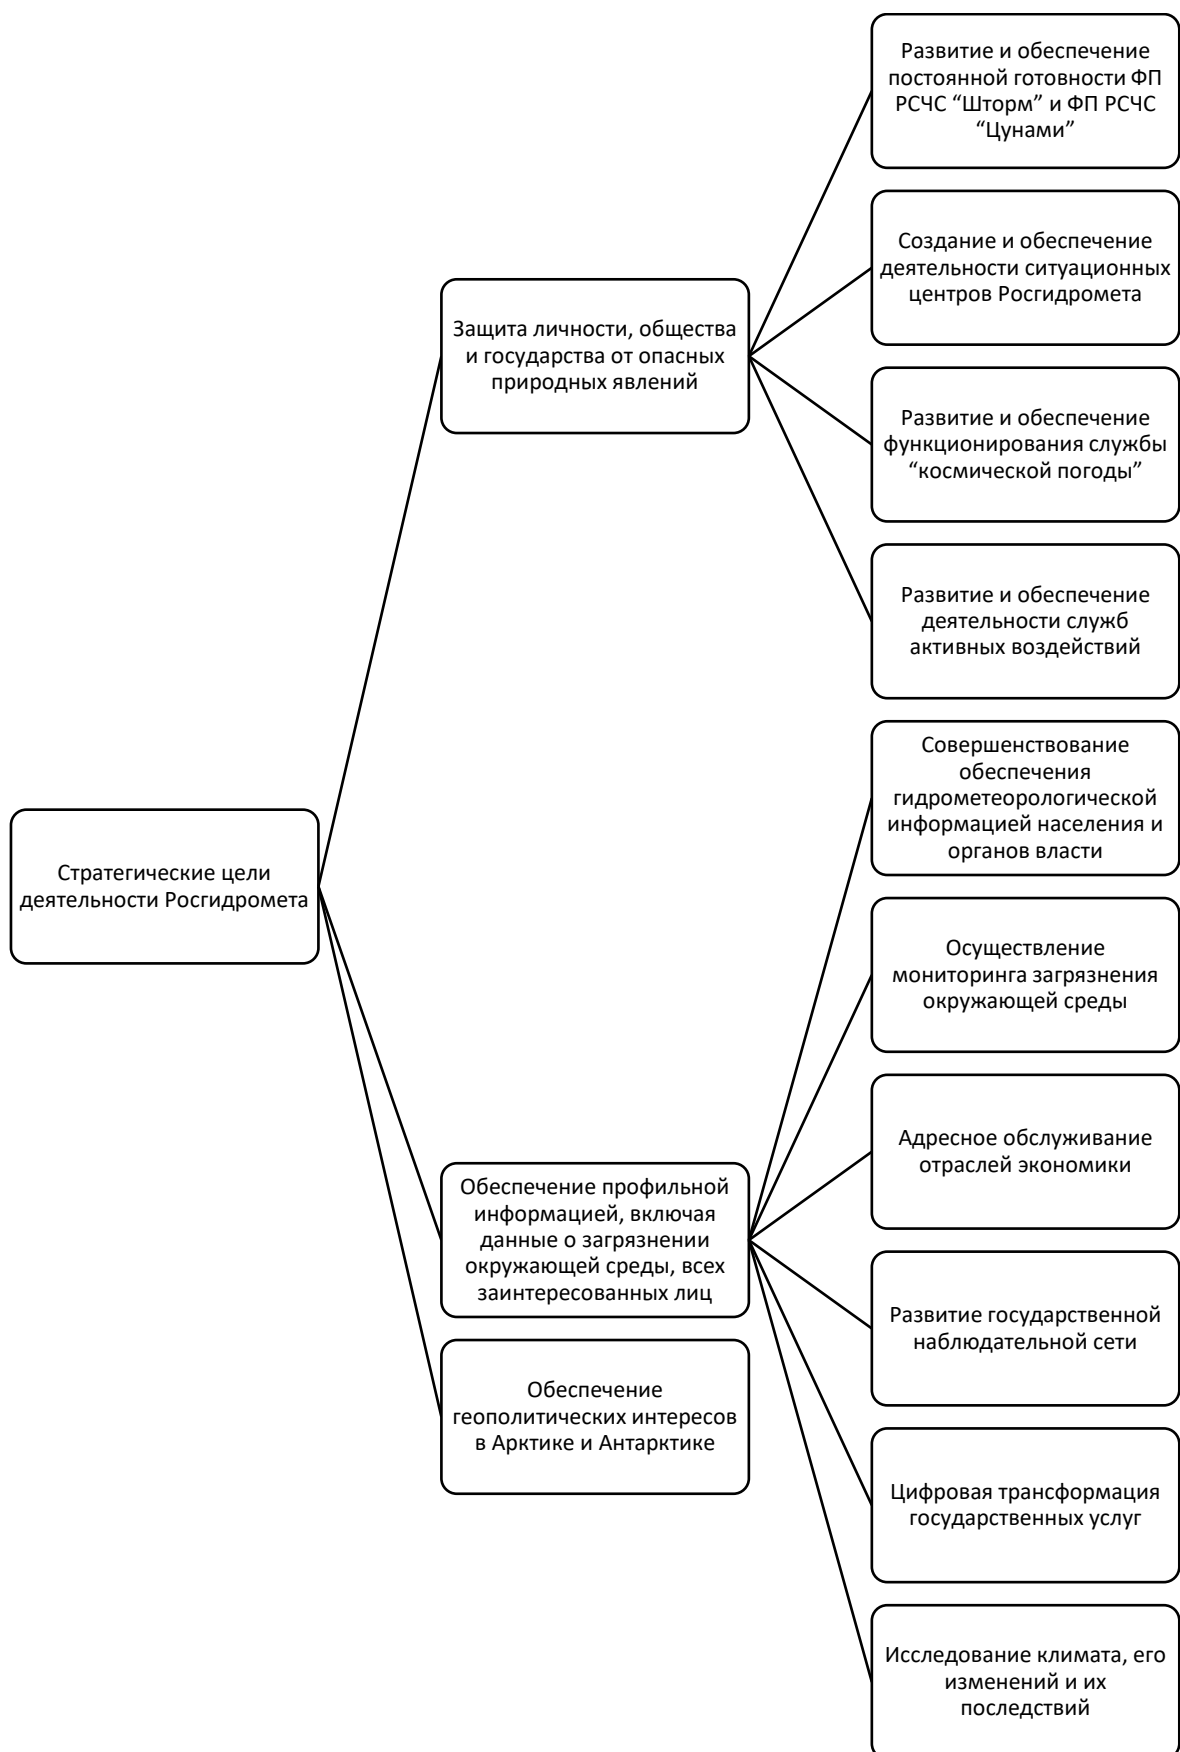 Развитие и обеспечение
постоянной готовности ФП
РСЧС “Шторм” и ФП РСЧС
“Цунами”
Создание и обеспечение
деятельности ситуационных
центров Росгидромета
Защита личности, общества
и государства от опасных
природных явлений
Развитие и обеспечение
функционирования службы
“космической погоды”
Развитие и обеспечение
деятельности служб
активных воздействий
Стратегические цели
деятельности Росгидромета
Совершенствование
обеспечения
гидрометеорологической
информацией населения и
органов власти
Осуществление
мониторинга загрязнения
окружающей среды
Адресное обслуживание
отраслей экономики
Обеспечение профильной
информацией, включая
данные о загрязнении
окружающей среды, всех
заинтересованных лиц
Развитие государственной
наблюдательной сети
Обеспечение
геополитических интересов
в Арктике и Антарктике
Цифровая трансформация
государственных услуг
Исследование климата, его
изменений и их
последствий